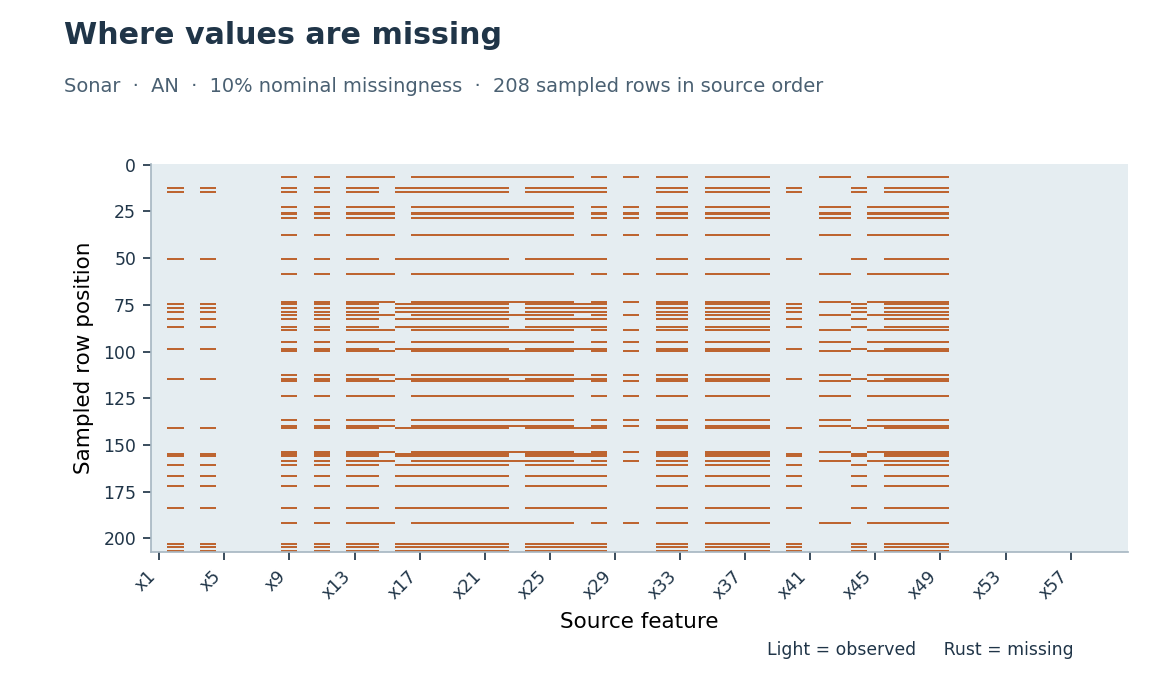 Where values are missing
Sonar · AN · 10% nominal missingness · 208 sampled rows in source order
0
25
50
75
100
125
150
175
200
Sampled row position
x1 x5 x9 x13 x17 x21 x25 x29 x33 x37 x41 x45 x49 x53 x57
Source feature
Light = observed Rust = missing